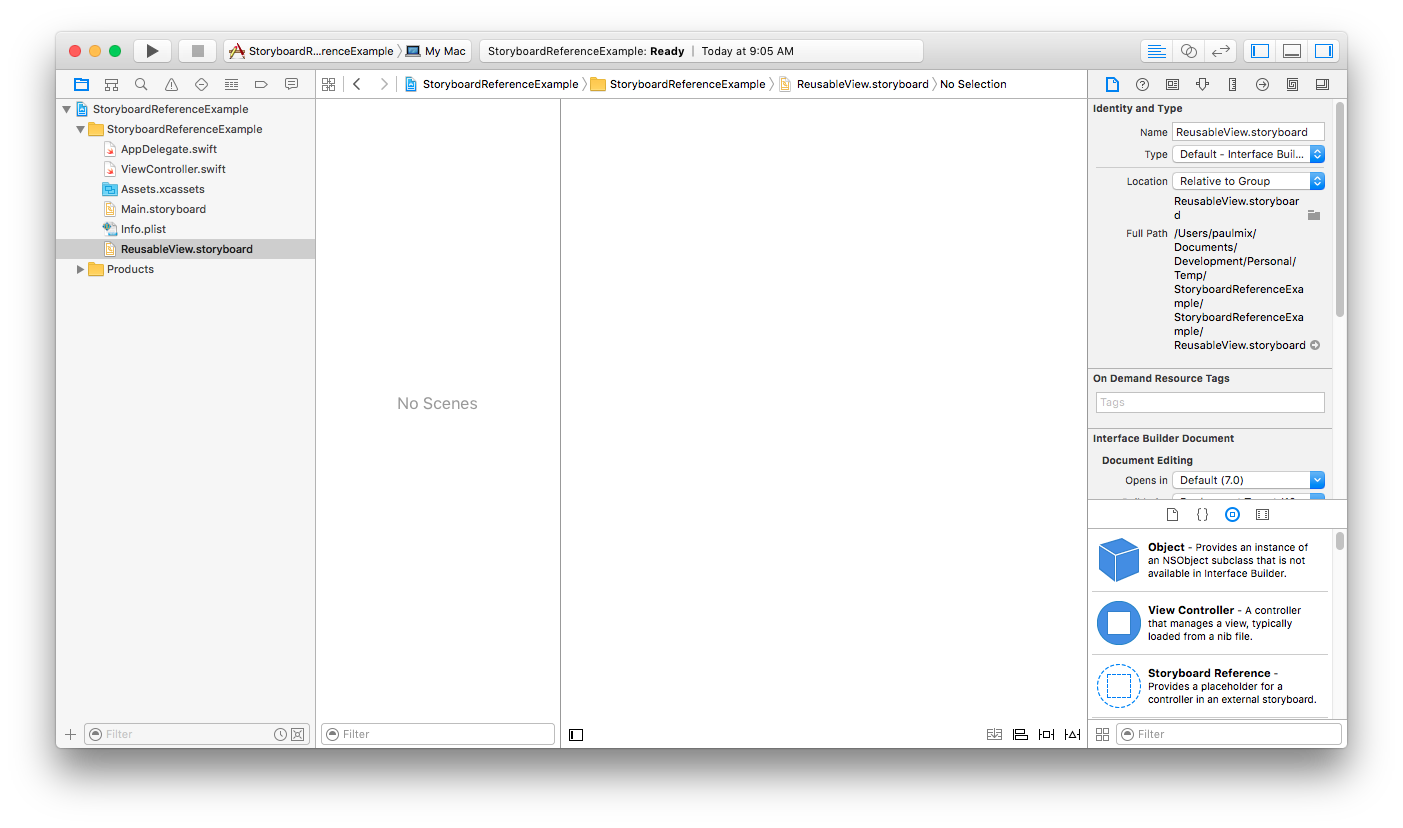 StoryboardR...renceExample
My Mac
StoryboardReferenceExample: Ready | Today at 9:05 AM
StoryboardReferenceExample
StoryboardReferenceExample
ReusableView.storyboard
No Selection
StoryboardReferenceExample
StoryboardReferenceExample
AppDelegate.swift
ViewController.swift
Assets.xcassets
Main.storyboard
Info.plist
ReusableView.storyboard
Products
Filter
No Scenes
Filter
Identity and Type
Name ReusableView.storyboard
Type Default - Interface Buil...
Location Relative to Group
ReusableView.storyboar
d
Full Path /Users/paulmix/
Documents/
Development/Personal/
Temp/
StoryboardReferenceExa
mple/
StoryboardReferenceExa
mple/
ReusableView.storyboard
On Demand Resource Tags
Tags
Interface Builder Document
Document Editing
Opens in Default (7.0)
{}
Object - Provides an instance of
an NSObject subclass that is not
available in Interface Builder.
View Controller - A controller
that manages a view, typically
loaded from a nib file.
Storyboard Reference -
Provides a placeholder for a
controller in an external storyboard.
Filter